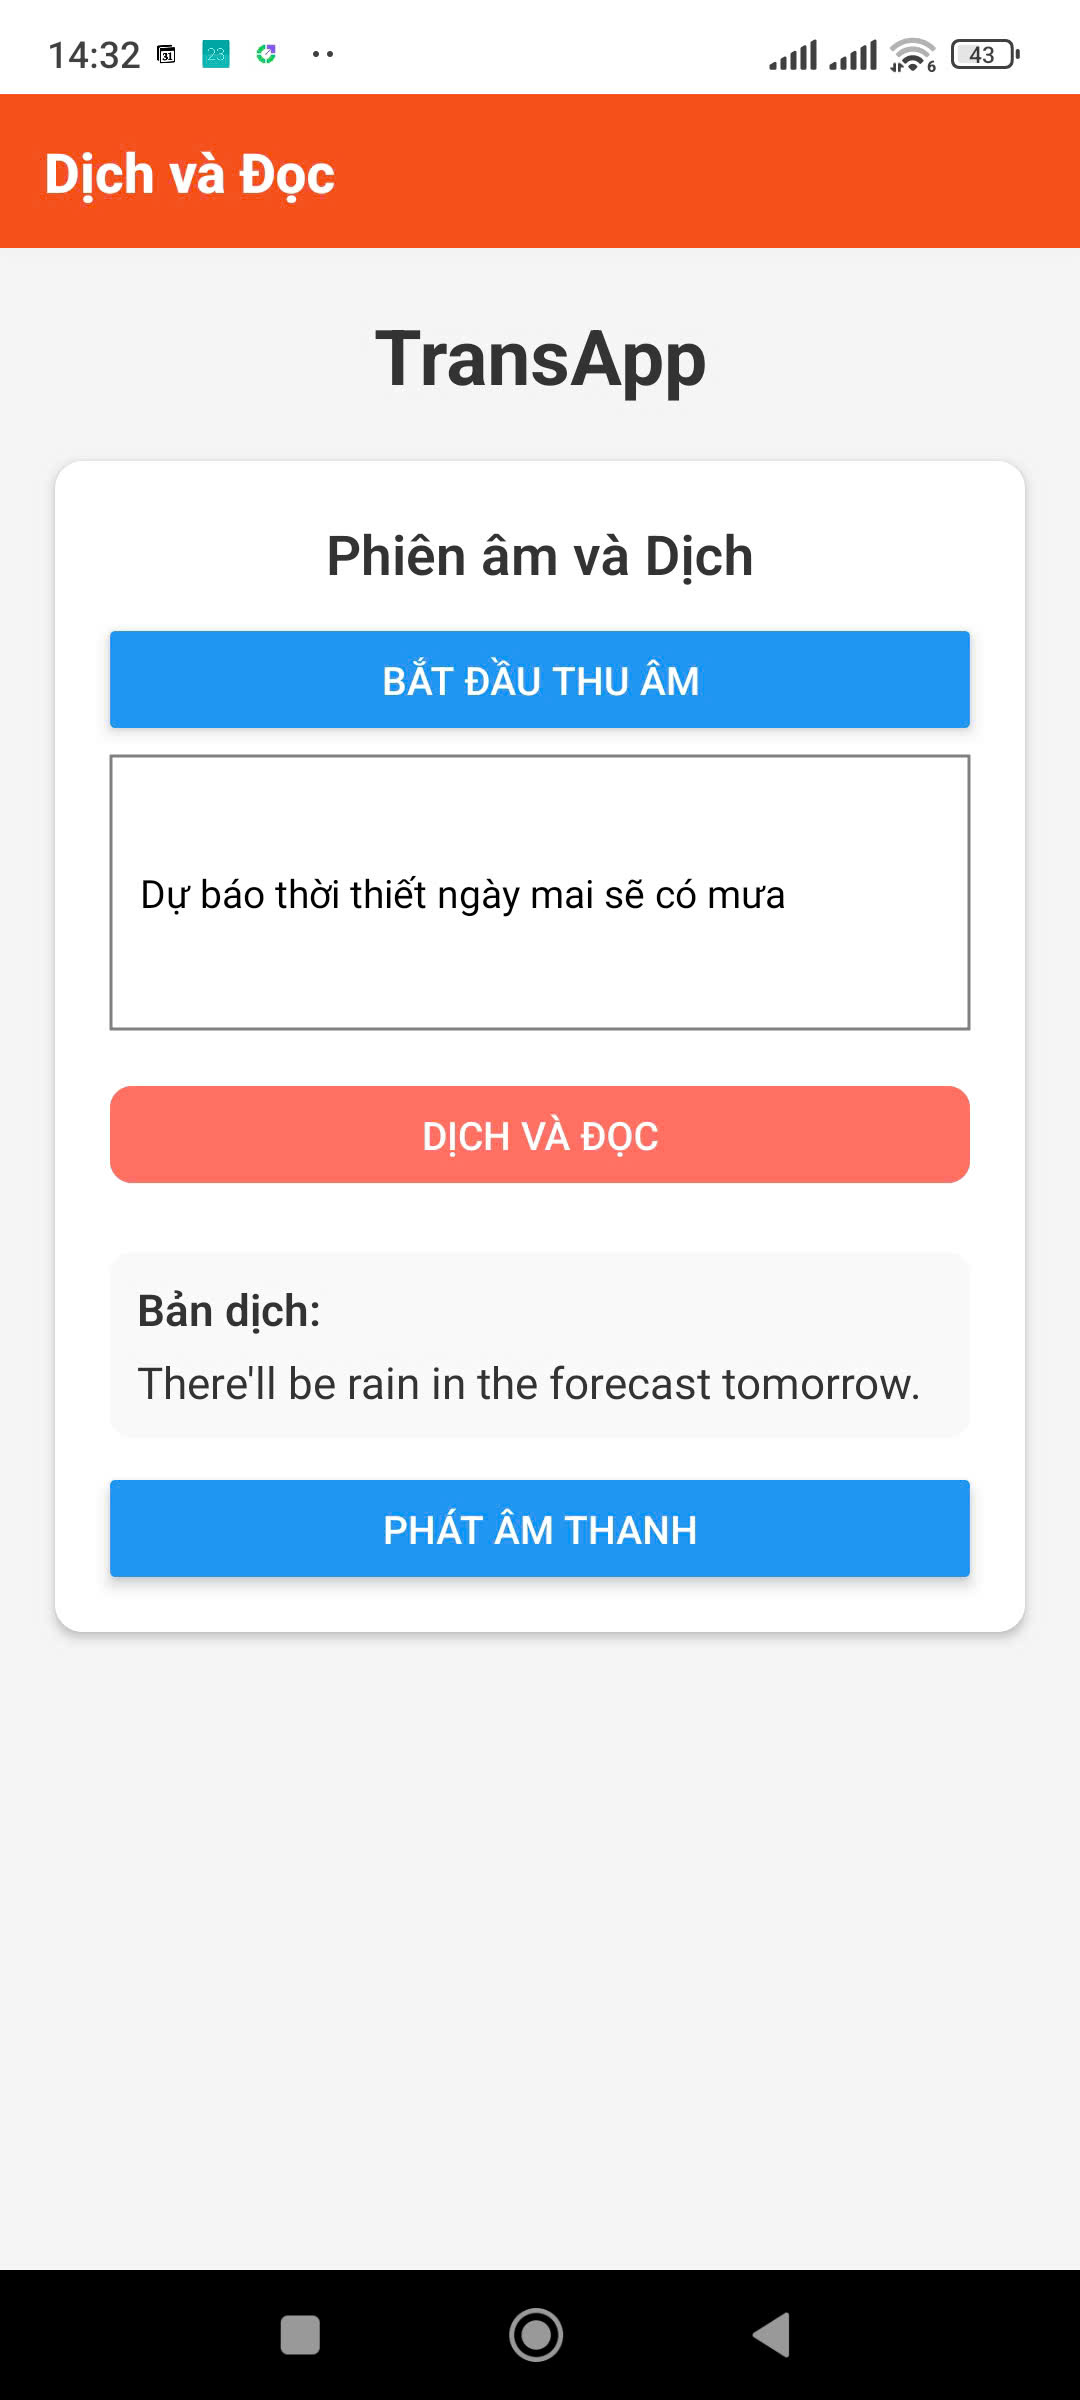 14:32
31
23
6
43
Dịch và Đọc
TransApp
Phiên âm và Dịch
BẮT ĐẦU THU ÂM
Dự báo thời thiết ngày mai sẽ có mưa
DỊCH VÀ ĐỌC
Bản dịch:
There'll be rain in the forecast tomorrow.
PHÁT ÂM THANH